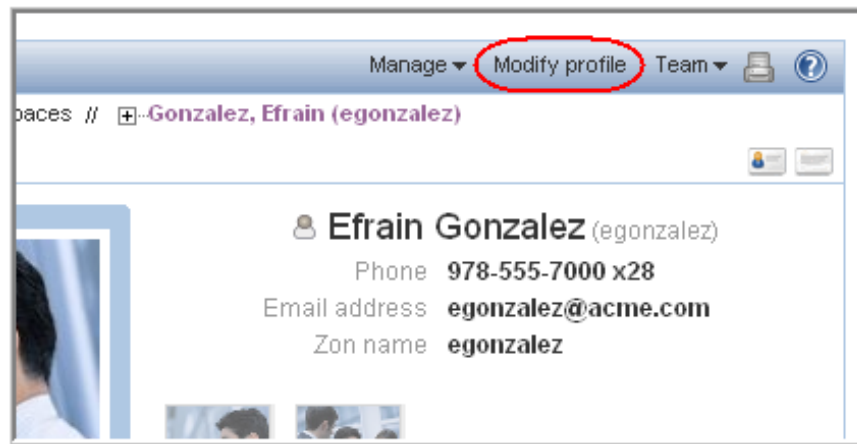 Manage Modify profile Team ?
paces // + Gonzalez, Efrain (egonzalez)
Efrain Gonzalez (egonzalez)
Phone 978-555-7000 x28
Email address egonzalez@acme.com
Zon name egonzalez